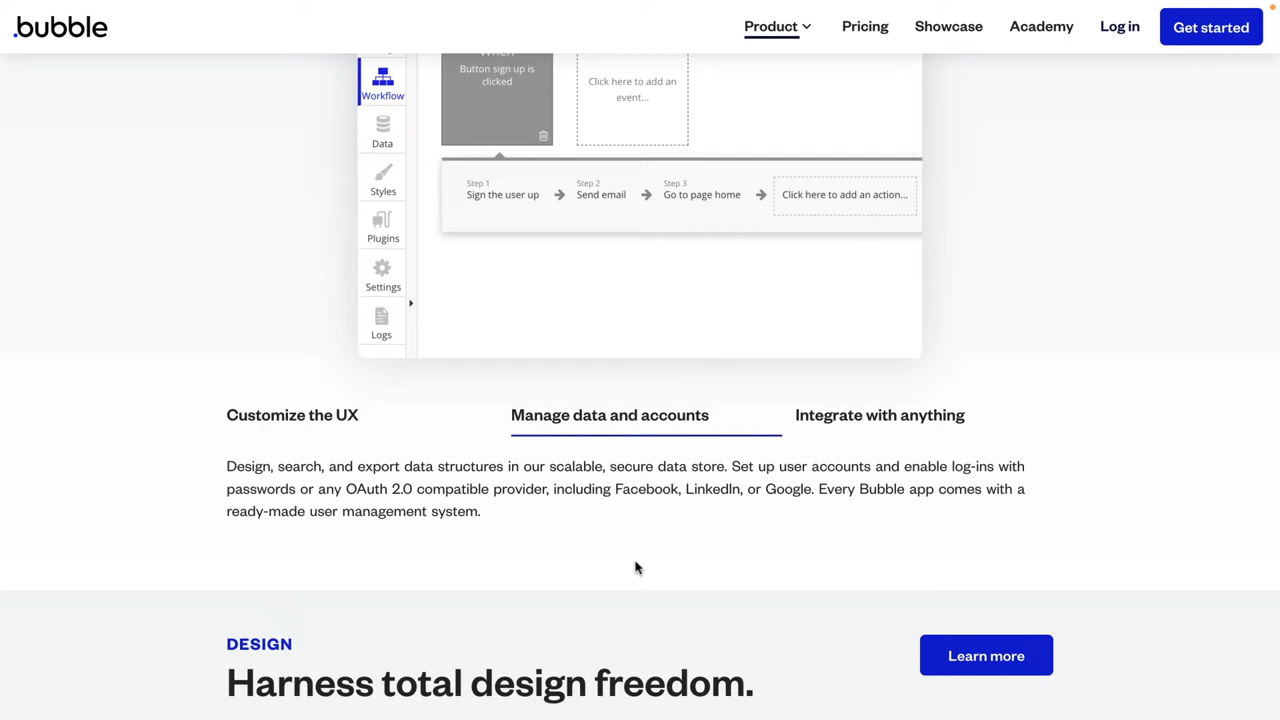 .bubble
Product
Pricing
Showcase
Academy
Log in
Get started
When
Button sign up is
clicked
Click here to add an
event...
Workflow
Data
Styles
Plugins
Settings
Logs
Step 1
Sign the user up
Step 2
Send email
Step 3
Go to page home
Click here to add an action...
Customize the UX
Manage data and accounts
Integrate with anything
Design, search, and export data structures in our scalable, secure data store. Set up user accounts and enable log-ins with
passwords or any OAuth 2.0 compatible provider, including Facebook, LinkedIn, or Google. Every Bubble app comes with a
ready-made user management system.
DESIGN
Harness total design freedom.
Learn more